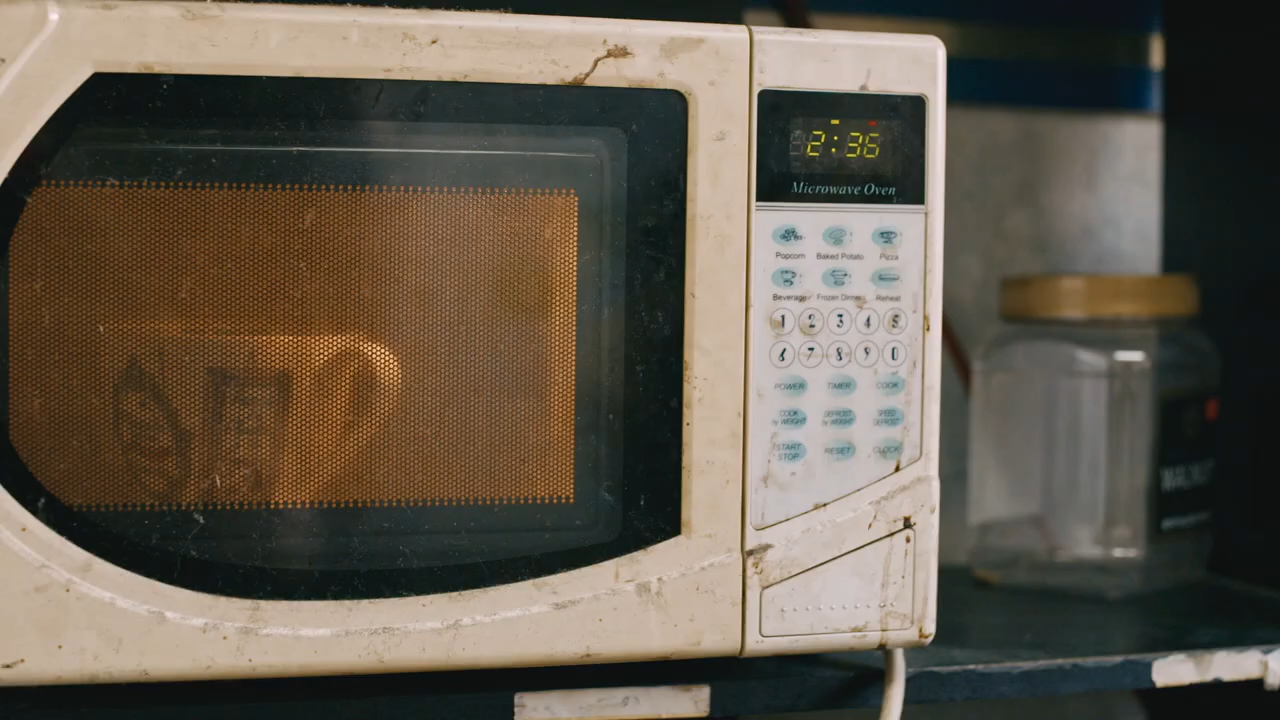 2:36
Microwave Oven
Popcorn Baked Potato Pizza
Beverage Frozen Dinner Reheat
1 2 3 4 5
6 7 8 9 0
POWER TIMER COOK
COOK by WEIGHT DEFROST by WEIGHT SPEED DEFROST
START STOP RESET CLOCK